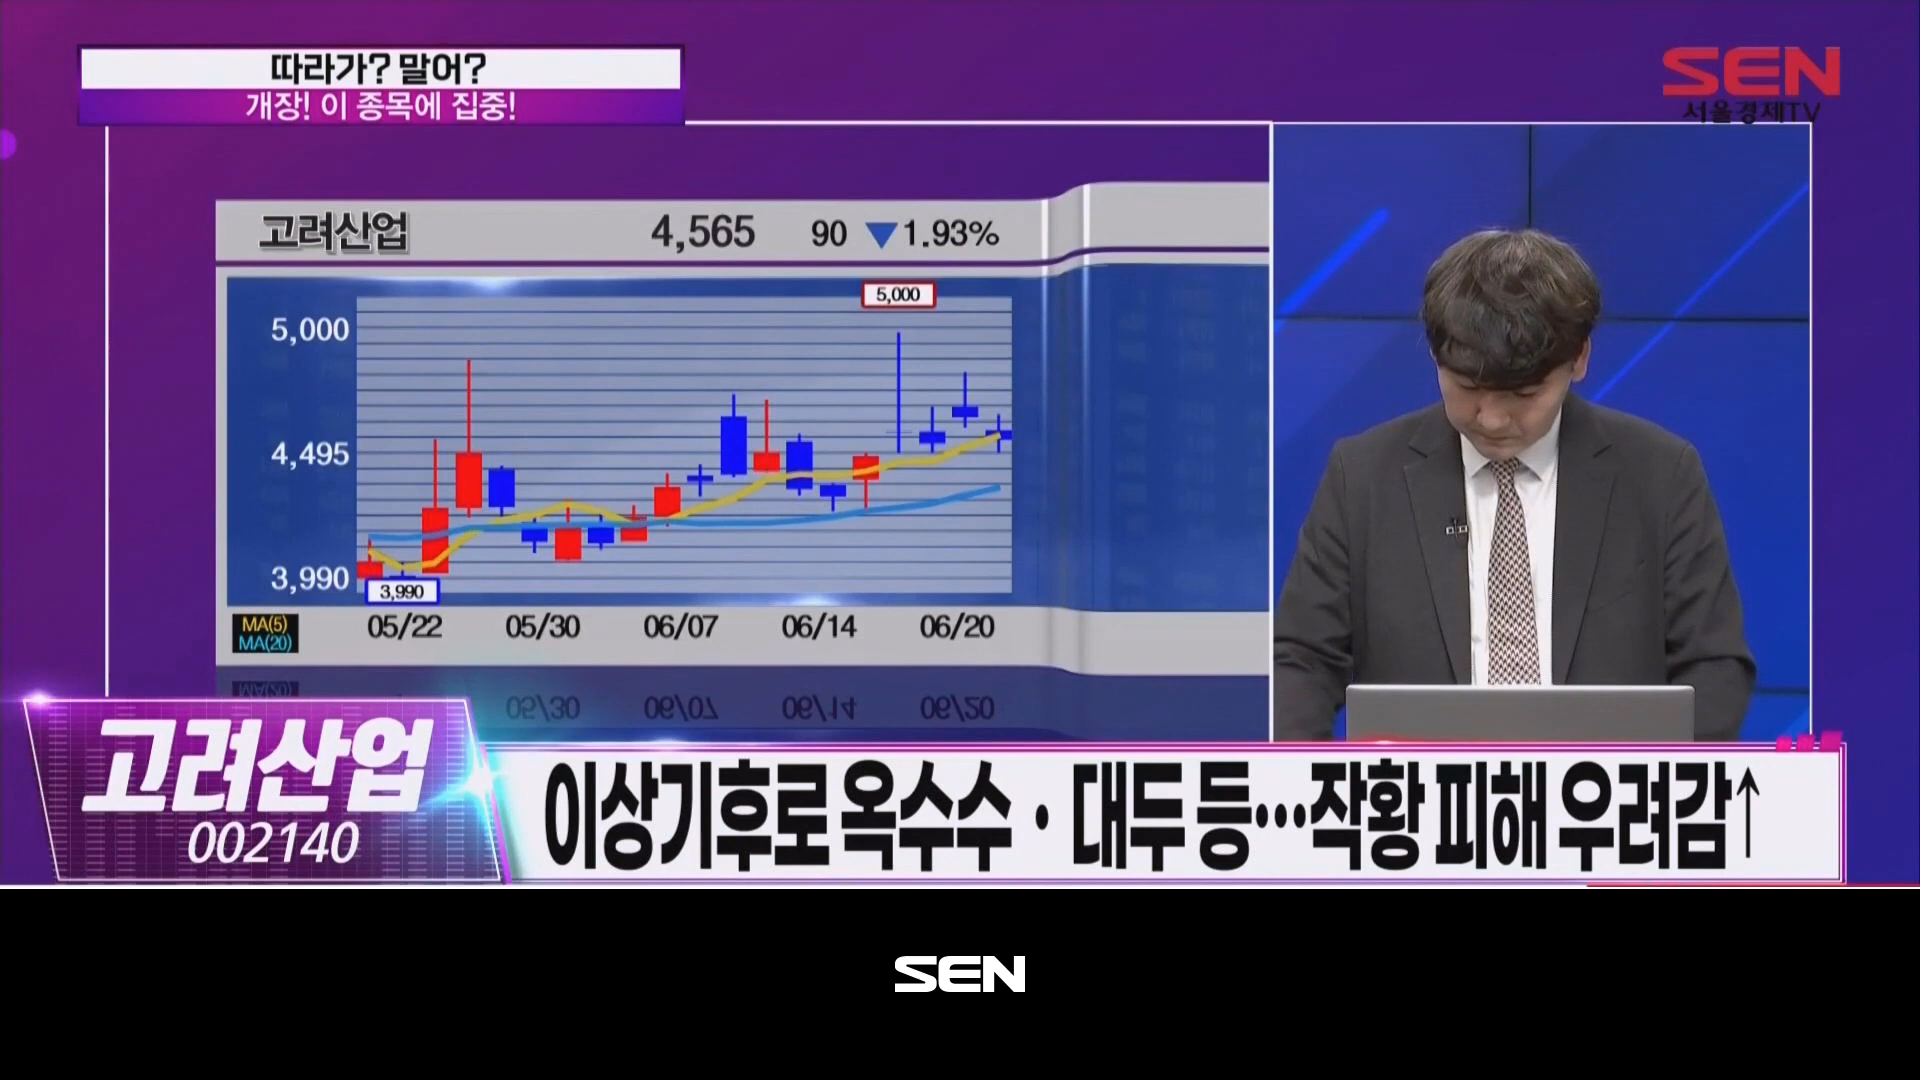 따라가? 말어?
개장! 이 종목에 집중!
SEN
서울경제TV
고려산업 4,565 90 ▼1.93%
5,000
5,000
4,495
3,990
3,990
MA(5)
MA(20)
05/22 05/30 06/07 06/14 06/20
고려산업
002140
이상기후로 옥수수·대두 등…작황 피해 우려감↑
SEN